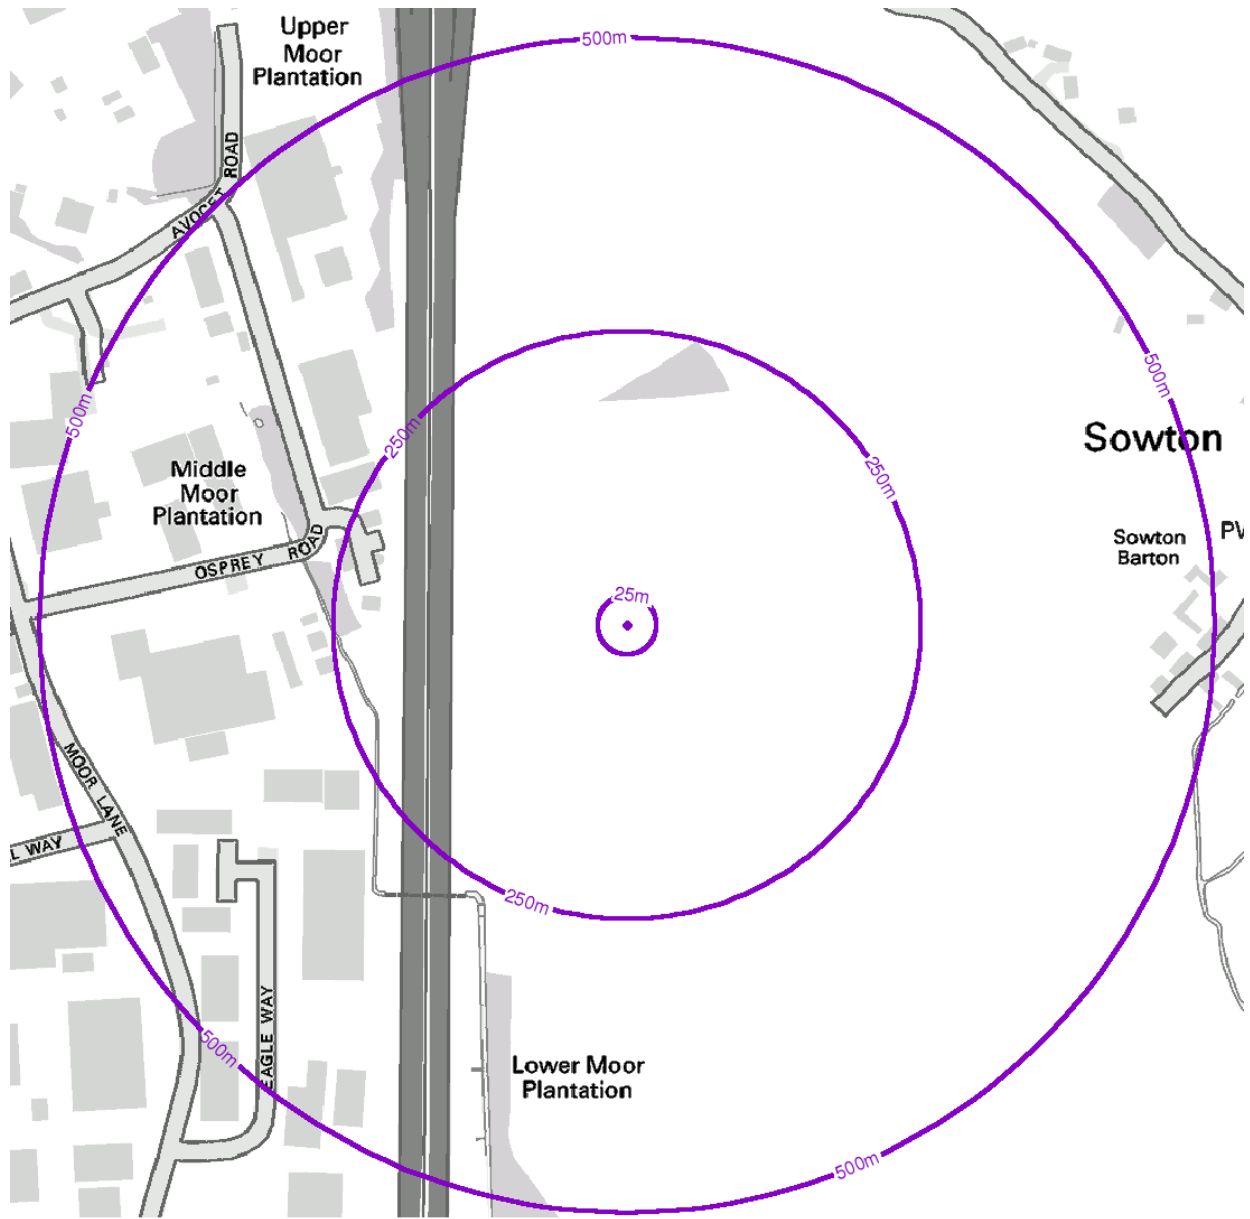 Upper
Moor
Plantation
500m
AVOCET ROAD
500m
Sowton
500m
250m
250m
Middle
Moor
Plantation
Sowton
Barton
OSPREY ROAD
25m
MOOR LANE
L WAY
250m
EAGLE WAY
500m
Lower Moor
Plantation
500m